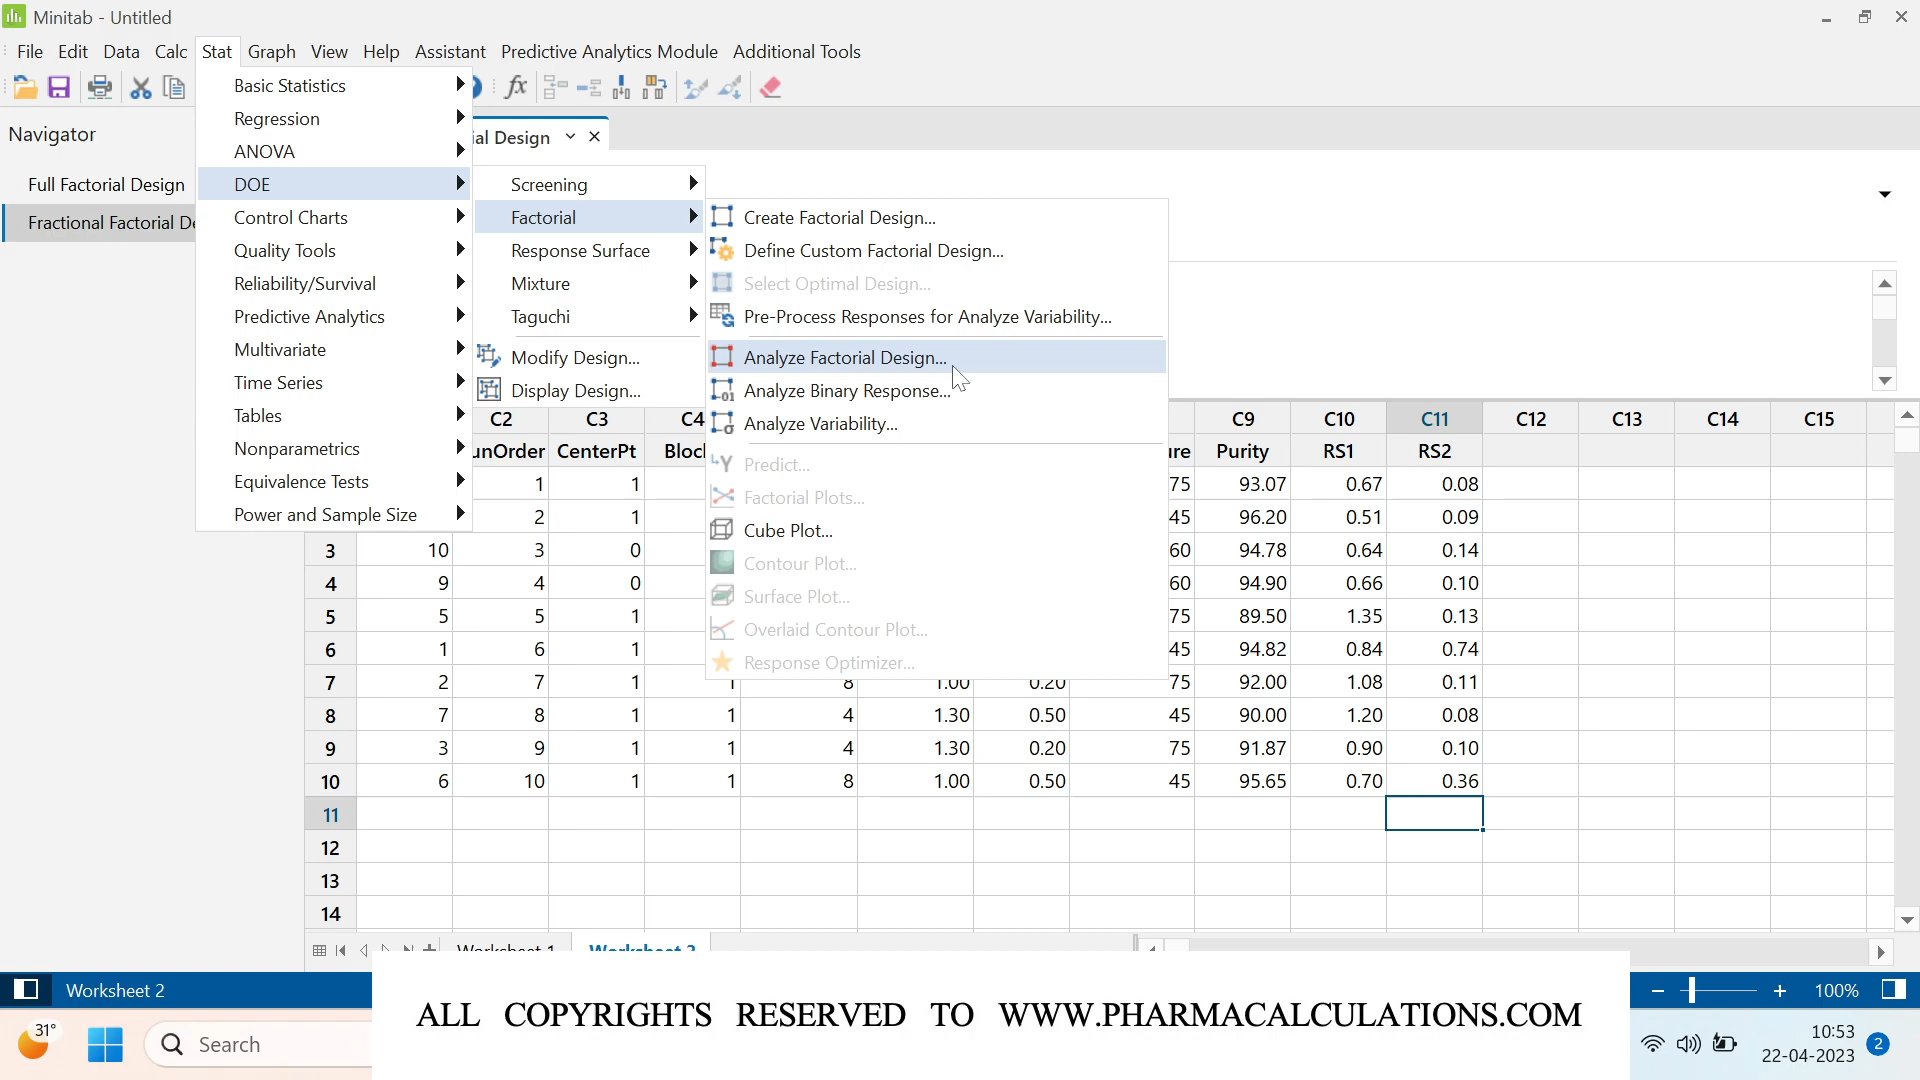 Minitab - Untitled
File Edit Data Calc Stat Graph View Help Assistant Predictive Analytics Module Additional Tools
Navigator
Full Factorial Design
Fractional Factorial De
ial Design
Basic Statistics
Regression
ANOVA
DOE
Control Charts
Quality Tools
Reliability/Survival
Predictive Analytics
Multivariate
Time Series
Tables
Nonparametrics
Equivalence Tests
Power and Sample Size
Screening
Factorial
Response Surface
Mixture
Taguchi
Modify Design...
Display Design...
Create Factorial Design...
Define Custom Factorial Design...
Select Optimal Design...
Pre-Process Responses for Analyze Variability...
Analyze Factorial Design...
Analyze Binary Response...
Analyze Variability...
Predict...
Factorial Plots...
Cube Plot...
Contour Plot...
Surface Plot...
Overlaid Contour Plot...
Response Optimizer...
C2 C3 C4 C9 C10 C11 C12 C13 C14 C15
unOrder CenterPt Bloc ure Purity RS1 RS2
1 1 75 93.07 0.67 0.08
2 1 45 96.20 0.51 0.09
3 10 3 0 60 94.78 0.64 0.14
4 9 4 0 60 94.90 0.66 0.10
5 5 5 1 75 89.50 1.35 0.13
6 1 6 1 45 94.82 0.84 0.74
7 2 7 1 1 8 1.00 0.20 75 92.00 1.08 0.11
8 7 8 1 1 4 1.30 0.50 45 90.00 1.20 0.08
9 3 9 1 1 4 1.30 0.20 75 91.87 0.90 0.10
10 6 10 1 1 8 1.00 0.50 45 95.65 0.70 0.36
11
12
13
14
Worksheet 1 Worksheet 2
Worksheet 2
100%
ALL COPYRIGHTS RESERVED TO WWW.PHARMACALCULATIONS.COM
31°
Search
10:53
22-04-2023
2